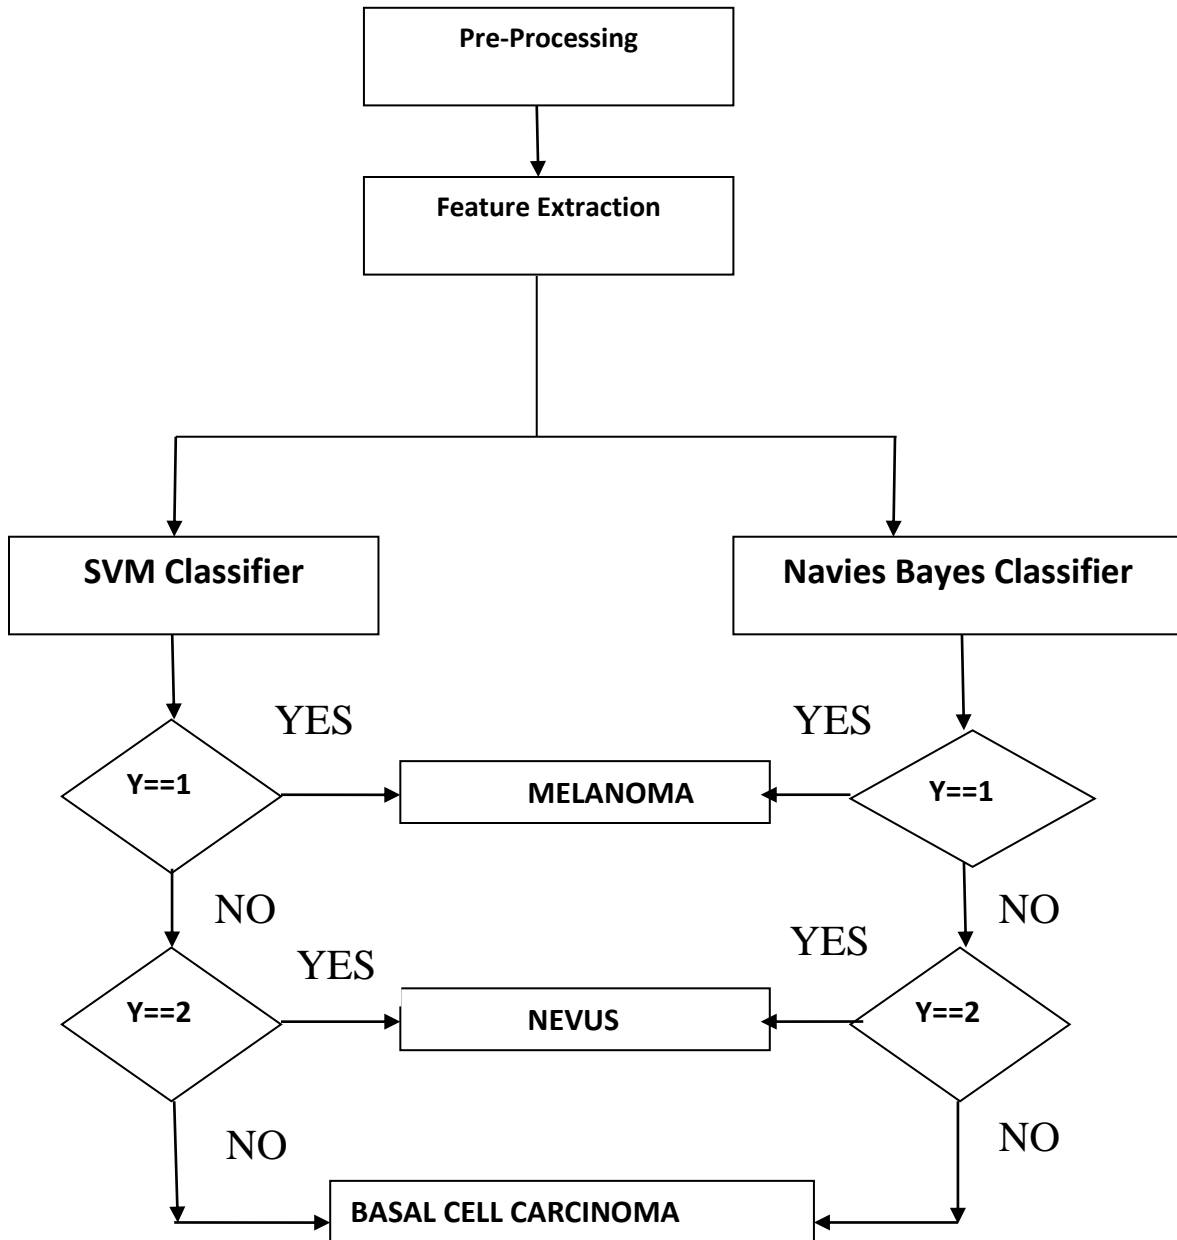 Pre-Processing
Feature Extraction
SVM Classifier
Navies Bayes Classifier
YES
YES
Y==1
MELANOMA
Y==1
NO
NO
YES
YES
Y==2
NEVUS
Y==2
NO
NO
BASAL CELL CARCINOMA